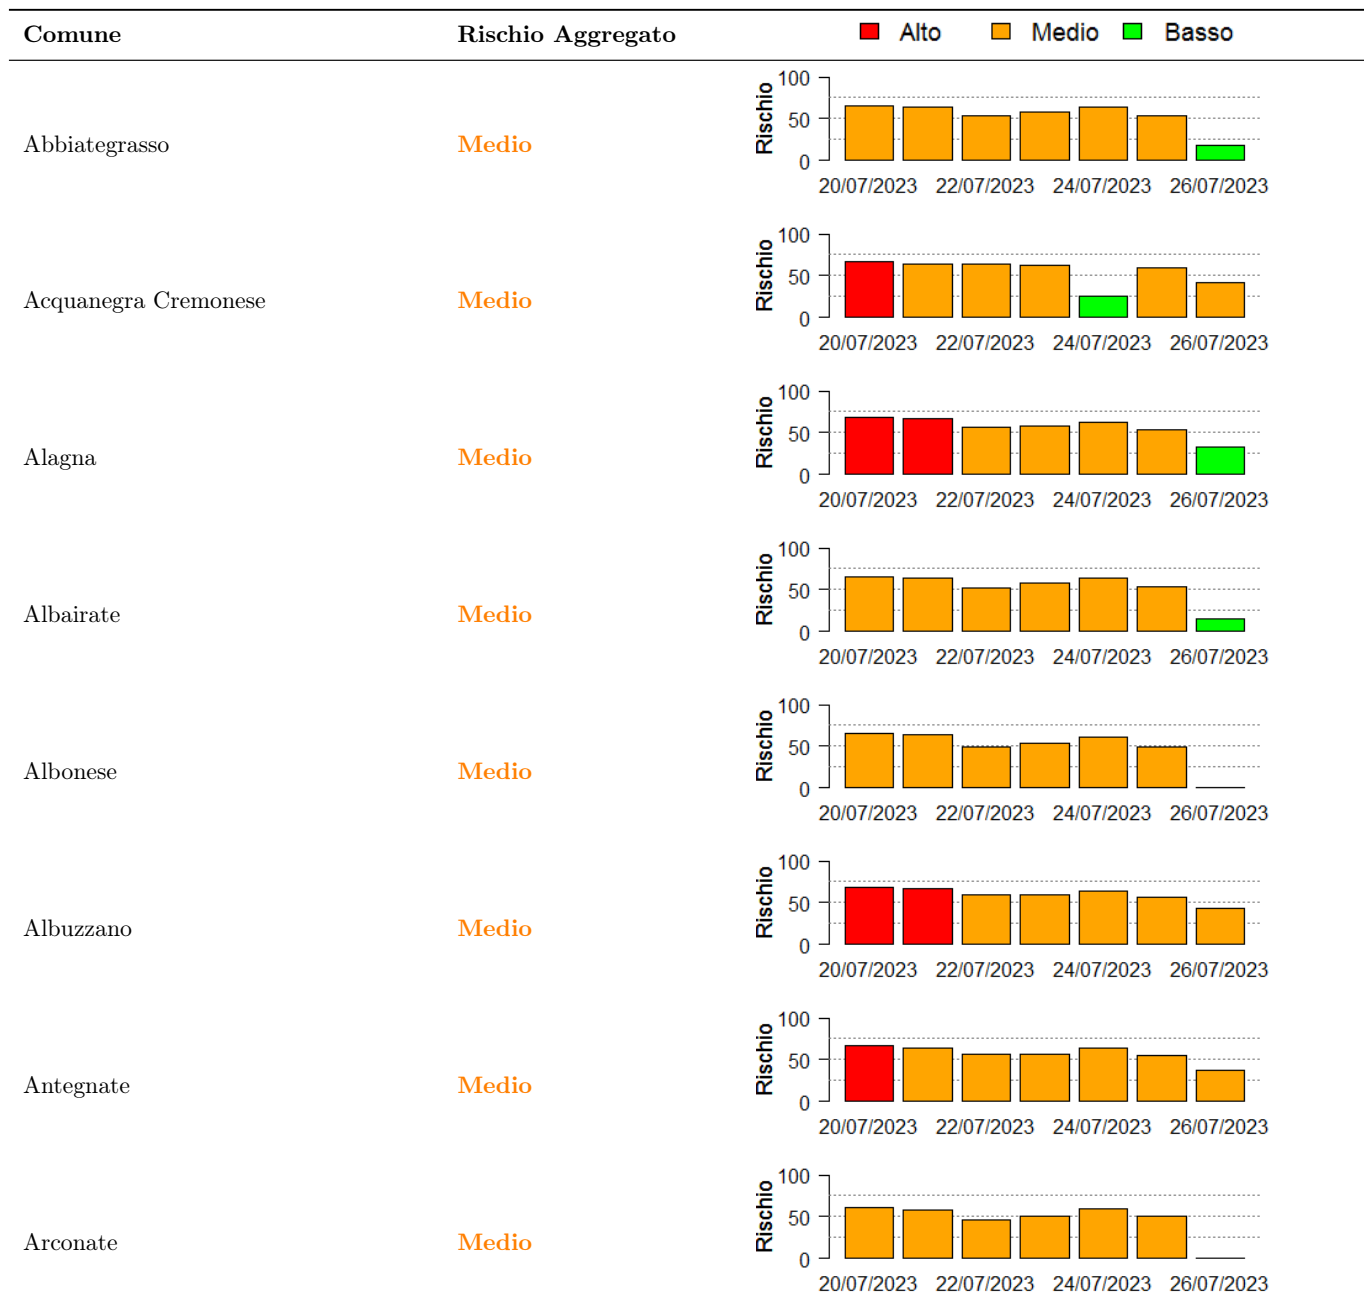 Comune Rischio Aggregato Alto Medio Basso
Abbiategrasso Medio Rischio 100 50 0
20/07/2023 22/07/2023 24/07/2023 26/07/2023
Acquanegra Cremonese Medio Rischio 100 50 0
20/07/2023 22/07/2023 24/07/2023 26/07/2023
Alagna Medio Rischio 100 50 0
20/07/2023 22/07/2023 24/07/2023 26/07/2023
Albairate Medio Rischio 100 50 0
20/07/2023 22/07/2023 24/07/2023 26/07/2023
Albonese Medio Rischio 100 50 0
20/07/2023 22/07/2023 24/07/2023 26/07/2023
Albuzzano Medio Rischio 100 50 0
20/07/2023 22/07/2023 24/07/2023 26/07/2023
Antegnate Medio Rischio 100 50 0
20/07/2023 22/07/2023 24/07/2023 26/07/2023
Arconate Medio Rischio 100 50 0
20/07/2023 22/07/2023 24/07/2023 26/07/2023